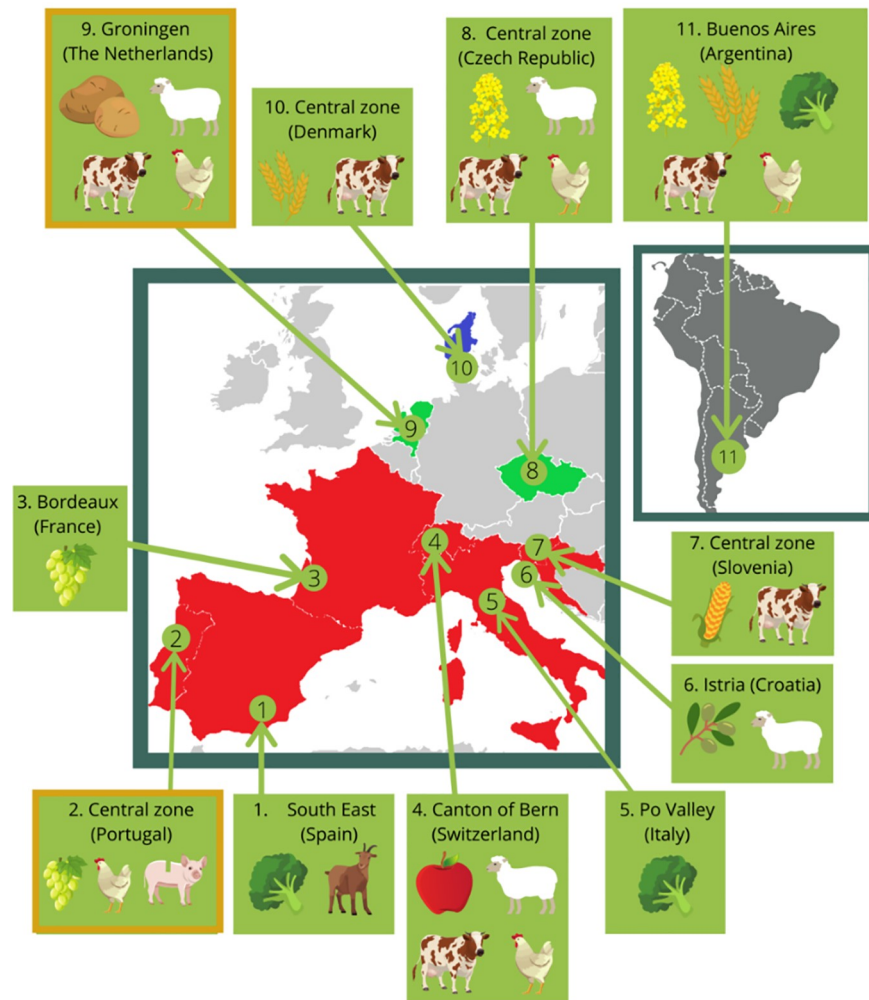 9. Groningen
(The Netherlands)
10. Central zone
(Denmark)
8. Central zone
(Czech Republic)
11. Buenos Aires
(Argentina)
10
9
8
11
3. Bordeaux
(France)
4
7
3
6
5
2
1
7. Central zone
(Slovenia)
6. Istria (Croatia)
2. Central zone
(Portugal)
1. South East
(Spain)
4. Canton of Bern
(Switzerland)
5. Po Valley
(Italy)